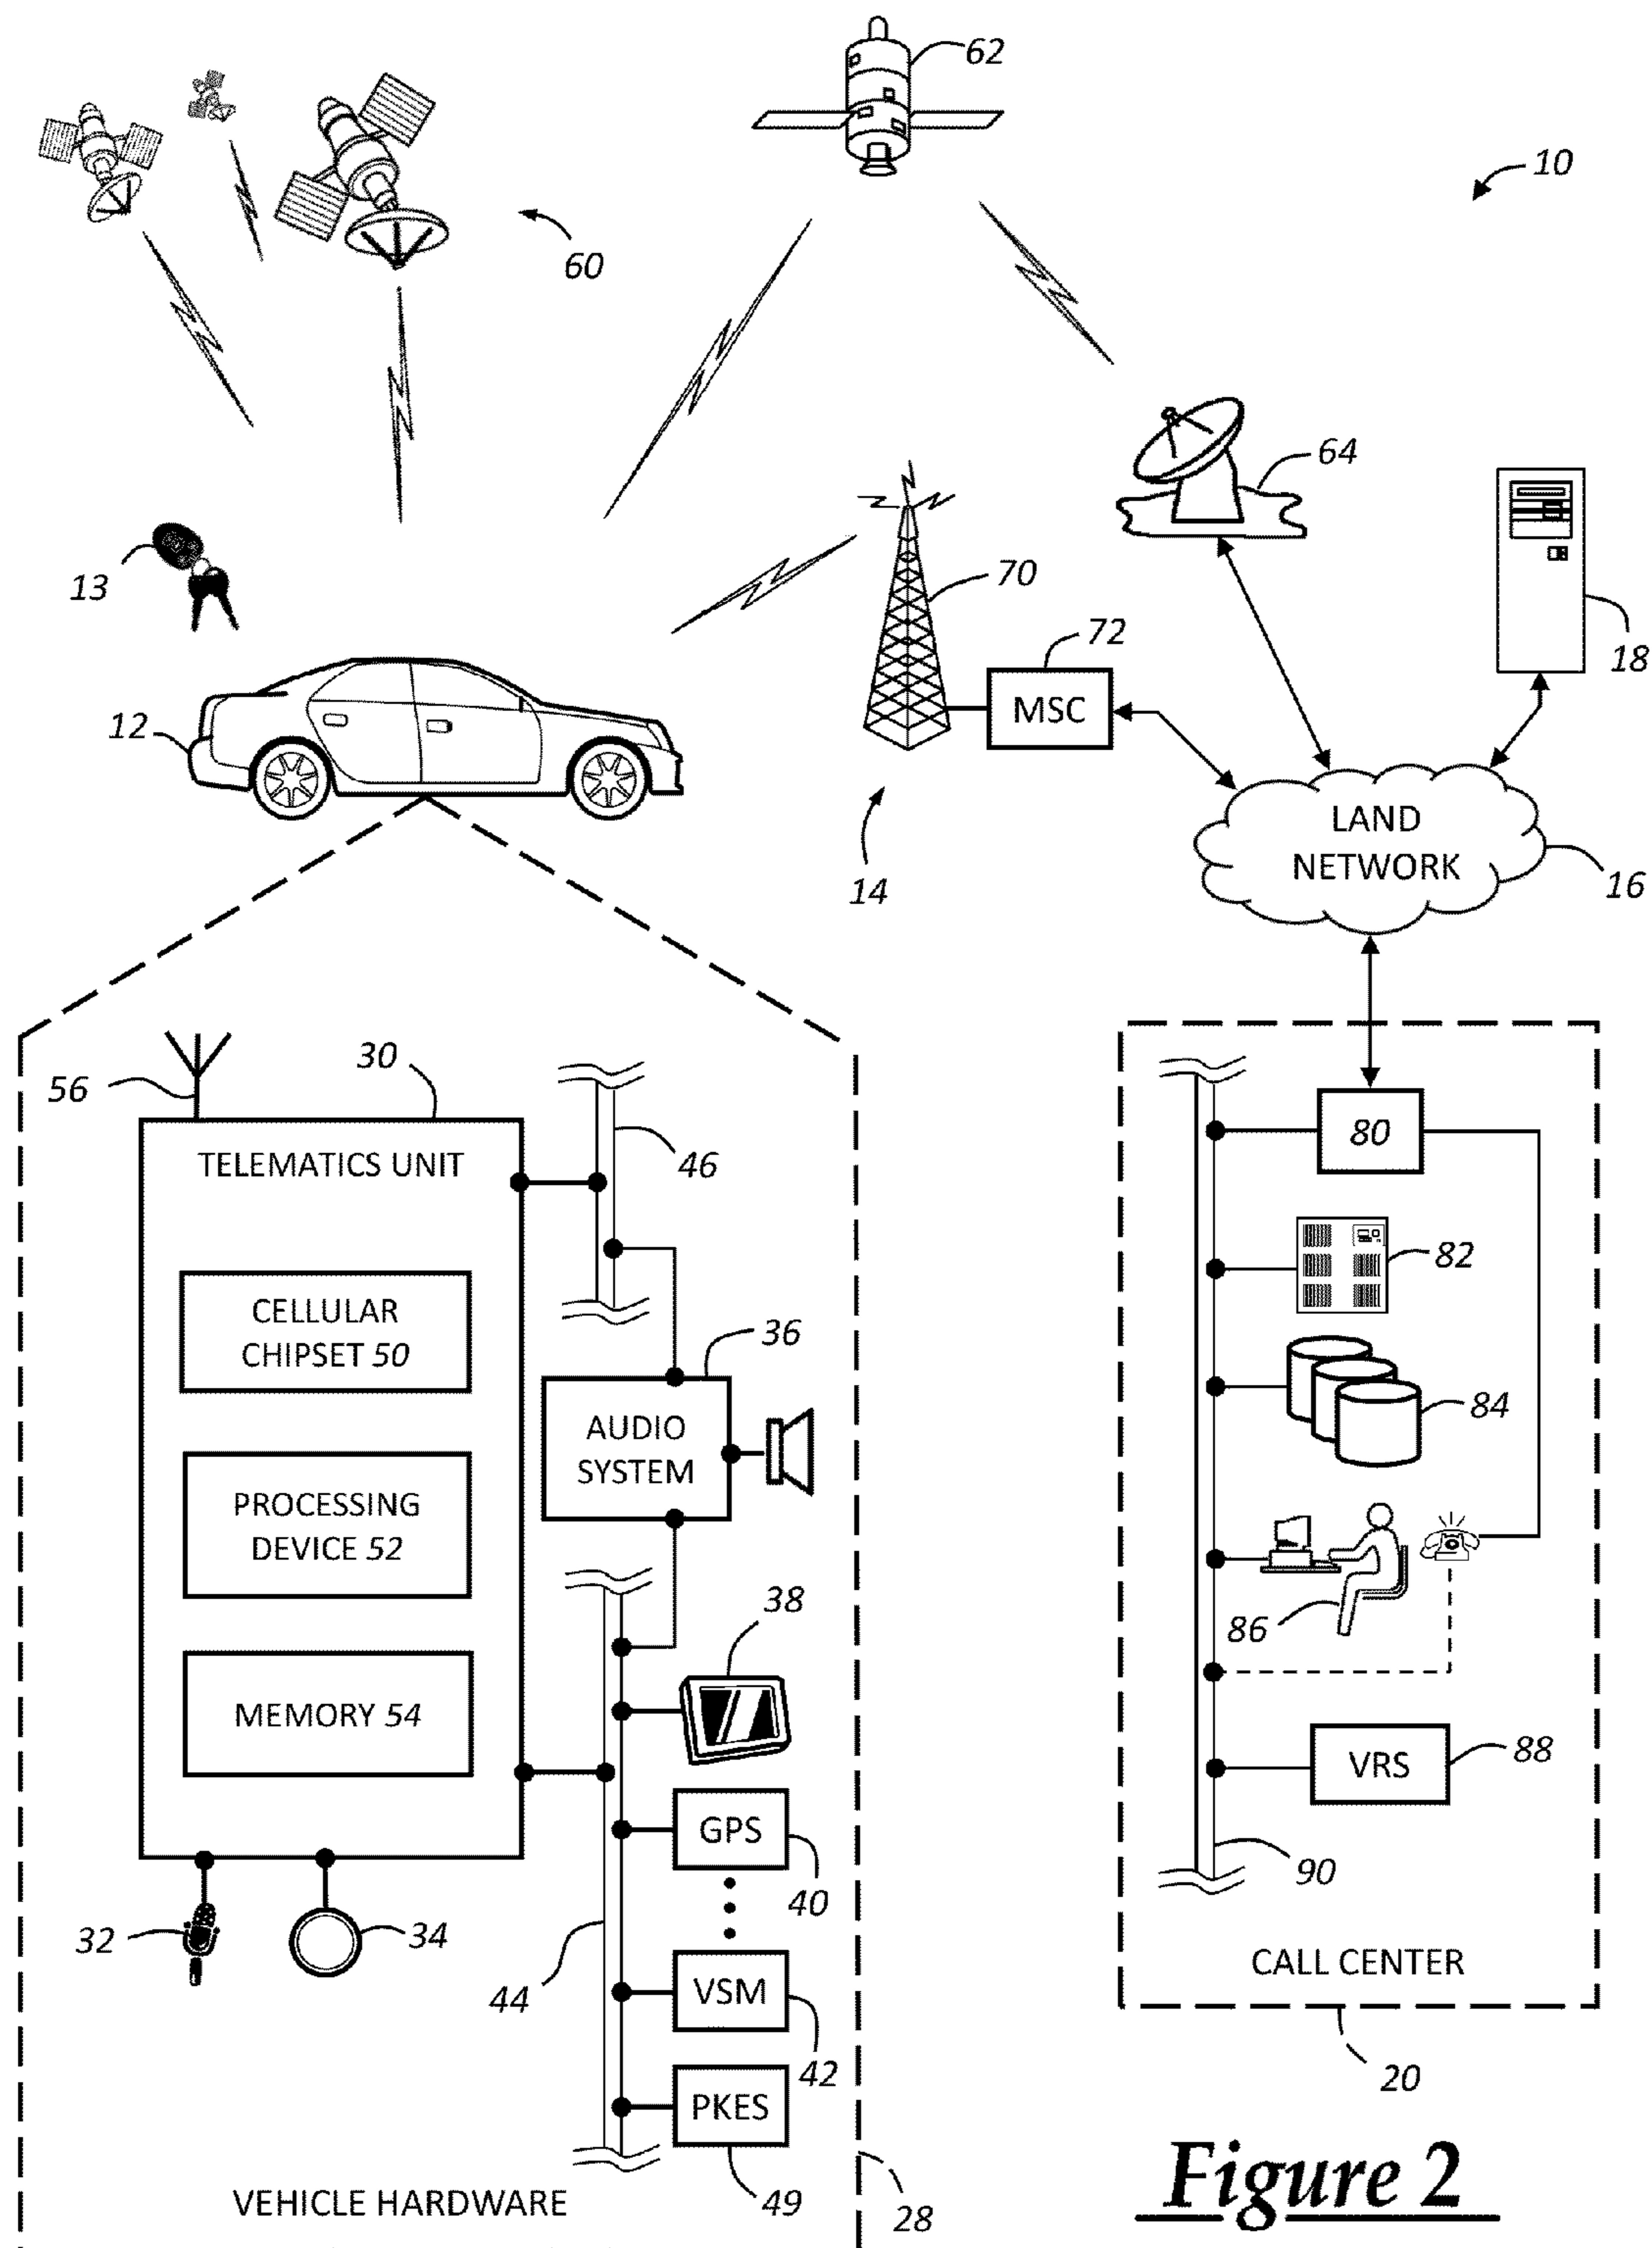 62
10
60
64
13
70
72
18
MSC
12
LAND
NETWORK
14
16
56
30
TELEMATICS UNIT
46
80
CELLULAR
CHIPSET 50
82
36
AUDIO
SYSTEM
84
PROCESSING
DEVICE 52
38
86
MEMORY 54
VRS
88
GPS
40
90
32
34
44
VSM
42
CALL CENTER
20
PKES
49
VEHICLE HARDWARE
28
Figure 2